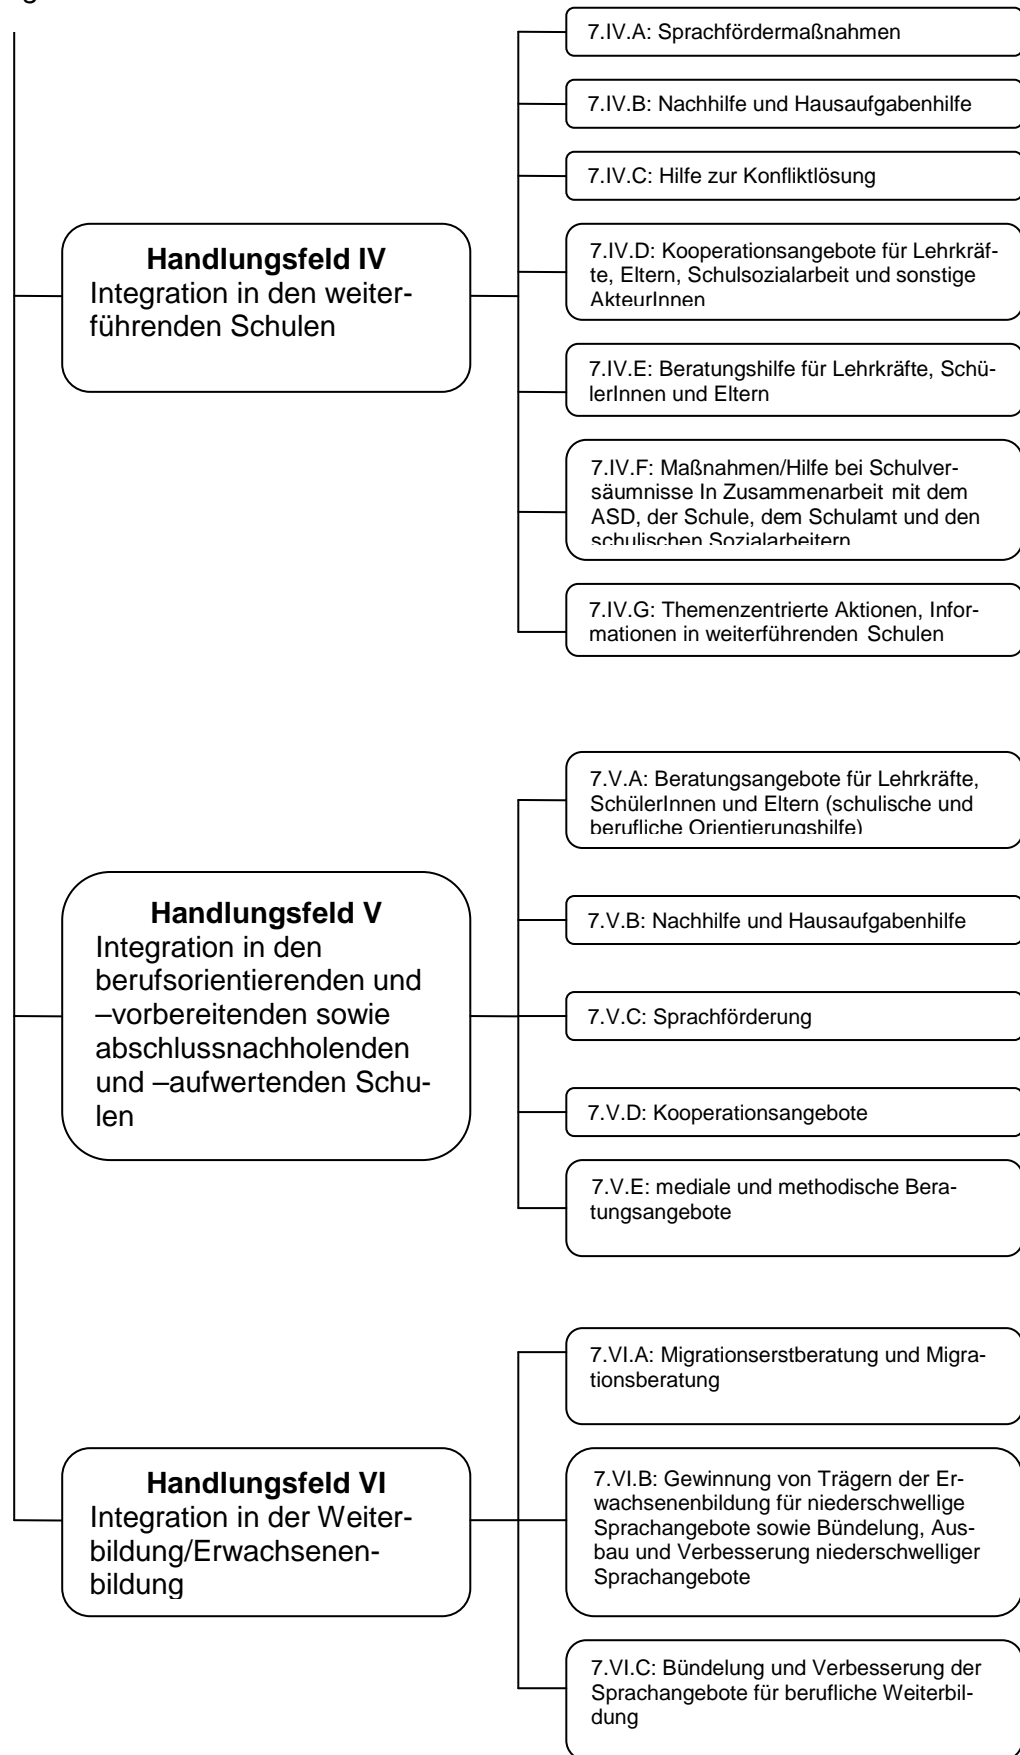 7.IV.A: Sprachfördermaßnahmen
7.IV.B: Nachhilfe und Hausaufgabenhilfe
7.IV.C: Hilfe zur Konfliktlösung
Handlungsfeld IV
Integration in den weiter-
führenden Schulen
7.IV.D: Kooperationsangebote für Lehrkräf-
te, Eltern, Schulsozialarbeit und sonstige
AkteurInnen
7.IV.E: Beratungshilfe für Lehrkräfte, Schü-
lerInnen und Eltern
7.IV.F: Maßnahmen/Hilfe bei Schulver-
säumnisse In Zusammenarbeit mit dem
ASD, der Schule, dem Schulamt und den
schulischen Sozialarbeitern
7.IV.G: Themenzentrierte Aktionen, Infor-
mationen in weiterführenden Schulen
7.V.A: Beratungsangebote für Lehrkräfte,
SchülerInnen und Eltern (schulische und
berufliche Orientierungshilfe)
Handlungsfeld V
Integration in den
berufsorientierenden und
–vorbereitenden sowie
abschlussnachholenden
und –aufwertenden Schu-
len
7.V.B: Nachhilfe und Hausaufgabenhilfe
7.V.C: Sprachförderung
7.V.D: Kooperationsangebote
7.V.E: mediale und methodische Bera-
tungsangebote
7.VI.A: Migrationserstberatung und Migra-
tionsberatung
Handlungsfeld VI
Integration in der Weiter-
bildung/Erwachsenen-
bildung
7.VI.B: Gewinnung von Trägern der Er-
wachsenenbildung für niederschwellige
Sprachangebote sowie Bündelung, Aus-
bau und Verbesserung niederschwelliger
Sprachangebote
7.VI.C: Bündelung und Verbesserung der
Sprachangebote für berufliche Weiterbil-
dung